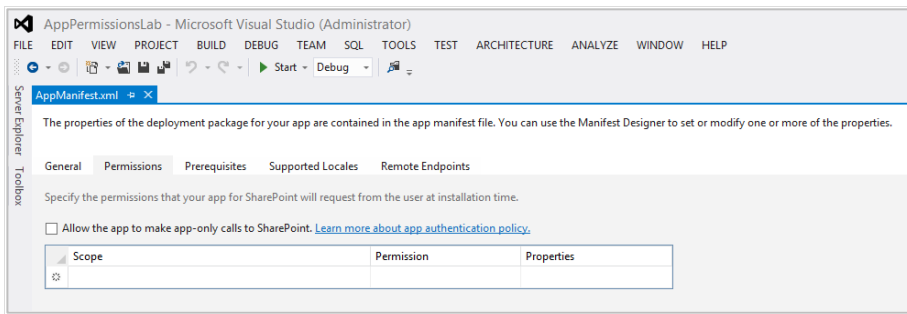 AppPermissionsLab - Microsoft Visual Studio (Administrator)
FILE EDIT VIEW PROJECT BUILD DEBUG TEAM SQL TOOLS TEST ARCHITECTURE ANALYZE WINDOW HELP
Start Debug
Server Explorer
Toolbox
AppManifest.xml
The properties of the deployment package for your app are contained in the app manifest file. You can use the Manifest Designer to set or modify one or more of the properties.
General Permissions Prerequisites Supported Locales Remote Endpoints
Specify the permissions that your app for SharePoint will request from the user at installation time.
Allow the app to make app-only calls to SharePoint. Learn more about app authentication policy.
Scope Permission Properties